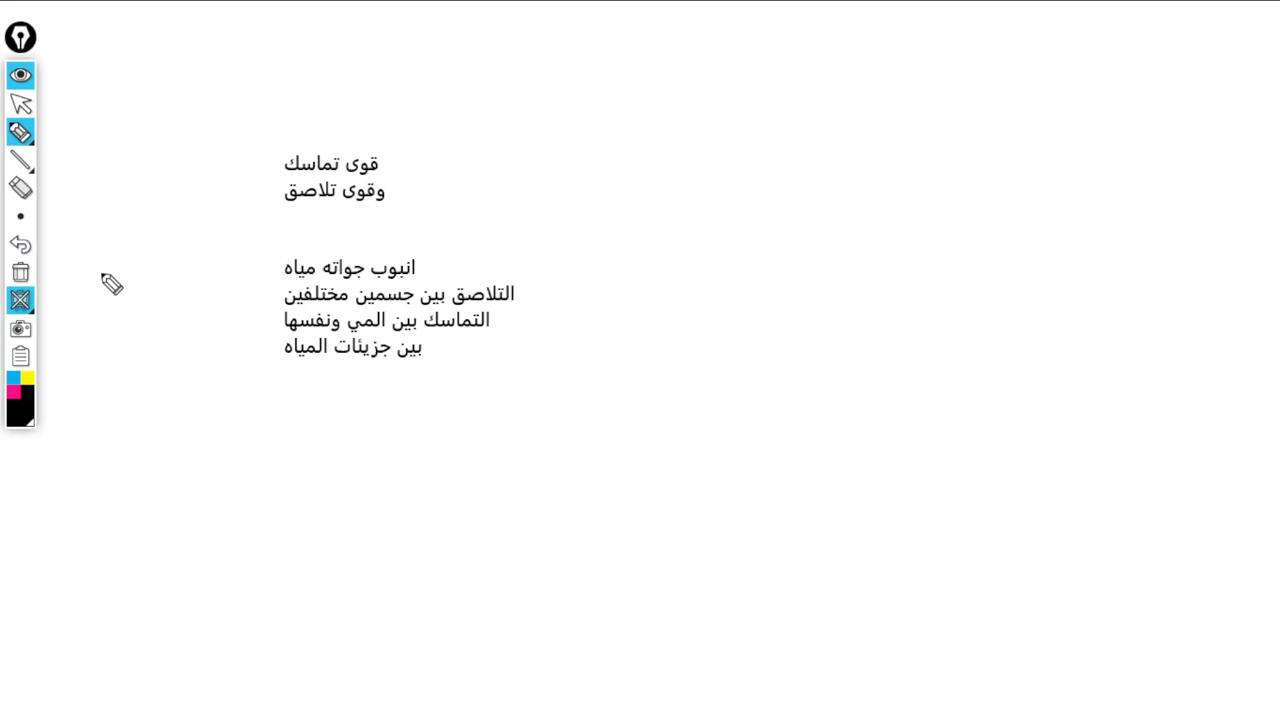 قوى تماسك
وقوى تلاصق
انبوب جواته مياه
التلاصق بين جسمين مختلفين
التماسك بين المي ونفسها
بين جزيئات المياه